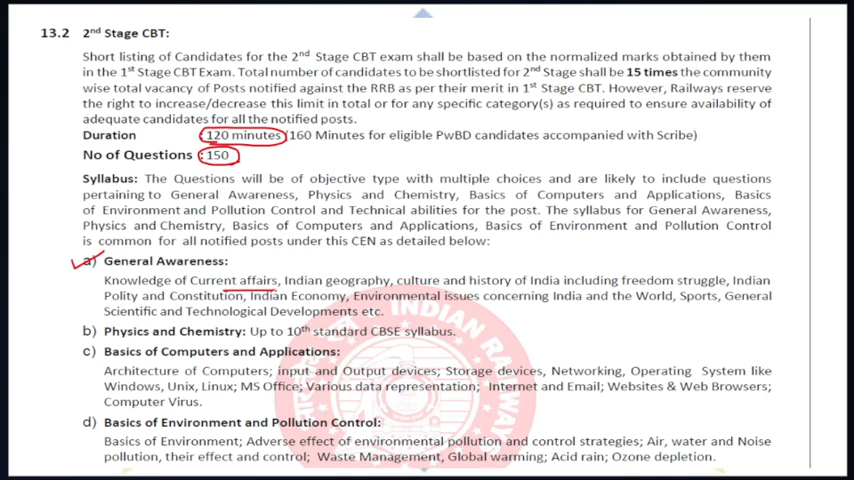 13.2 2nd Stage CBT:
Short listing of Candidates for the 2nd Stage CBT exam shall be based on the normalized marks obtained by them
in the 1st Stage CBT Exam. Total number of candidates to be shortlisted for 2nd Stage shall be 15 times the community
wise total vacancy of Posts notified against the RRB as per their merit in 1st Stage CBT. However, Railways reserve
the right to increase/decrease this limit in total or for any specific category(s) as required to ensure availability of
adequate candidates for all the notified posts.
Duration : 120 minutes (160 Minutes for eligible PwBD candidates accompanied with Scribe)
No of Questions : 150
Syllabus: The Questions will be of objective type with multiple choices and are likely to include questions
pertaining to General Awareness, Physics and Chemistry, Basics of Computers and Applications, Basics
of Environment and Pollution Control and Technical abilities for the post. The syllabus for General Awareness,
Physics and Chemistry, Basics of Computers and Applications, Basics of Environment and Pollution Control
is common for all notified posts under this CEN as detailed below:
a) General Awareness:
Knowledge of Current affairs, Indian geography, culture and history of India including freedom struggle, Indian
Polity and Constitution, Indian Economy, Environmental issues concerning India and the World, Sports, General
Scientific and Technological Developments etc.
b) Physics and Chemistry: Up to 10th standard CBSE syllabus.
c) Basics of Computers and Applications:
Architecture of Computers; input and Output devices; Storage devices, Networking, Operating System like
Windows, Unix, Linux; MS Office; Various data representation; Internet and Email; Websites & Web Browsers;
Computer Virus.
d) Basics of Environment and Pollution Control:
Basics of Environment; Adverse effect of environmental pollution and control strategies; Air, water and Noise
pollution, their effect and control; Waste Management, Global warming; Acid rain; Ozone depletion.
INDIAN RAILWAYS